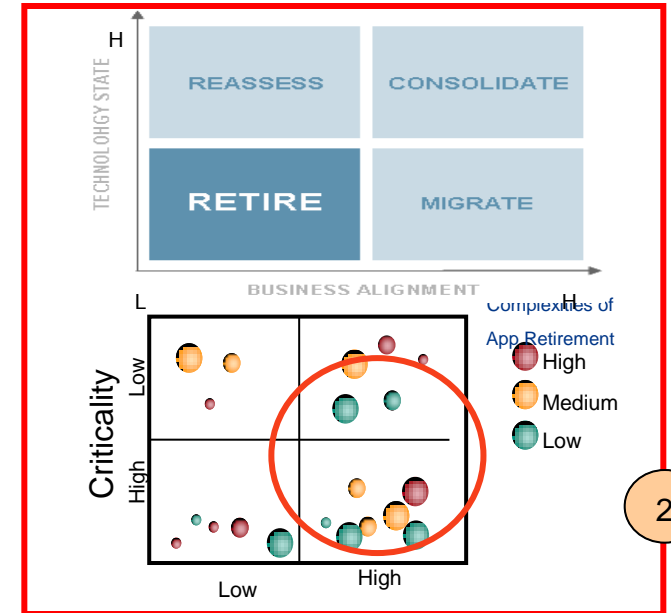 H
TECHNOLOHGY STATE
REASSESS
CONSOLIDATE
RETIRE
MIGRATE
BUSINESS ALIGNMENT
L
H
Complexities of
App Retirement
High
Medium
Low
Criticality
Low
High
Low
High
2